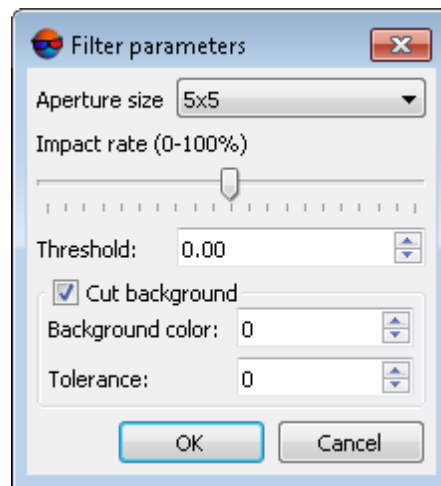 Filter parameters
Aperture size 5x5
Impact rate (0-100%)
Threshold: 0.00
Cut background
Background color: 0
Tolerance: 0
OK Cancel